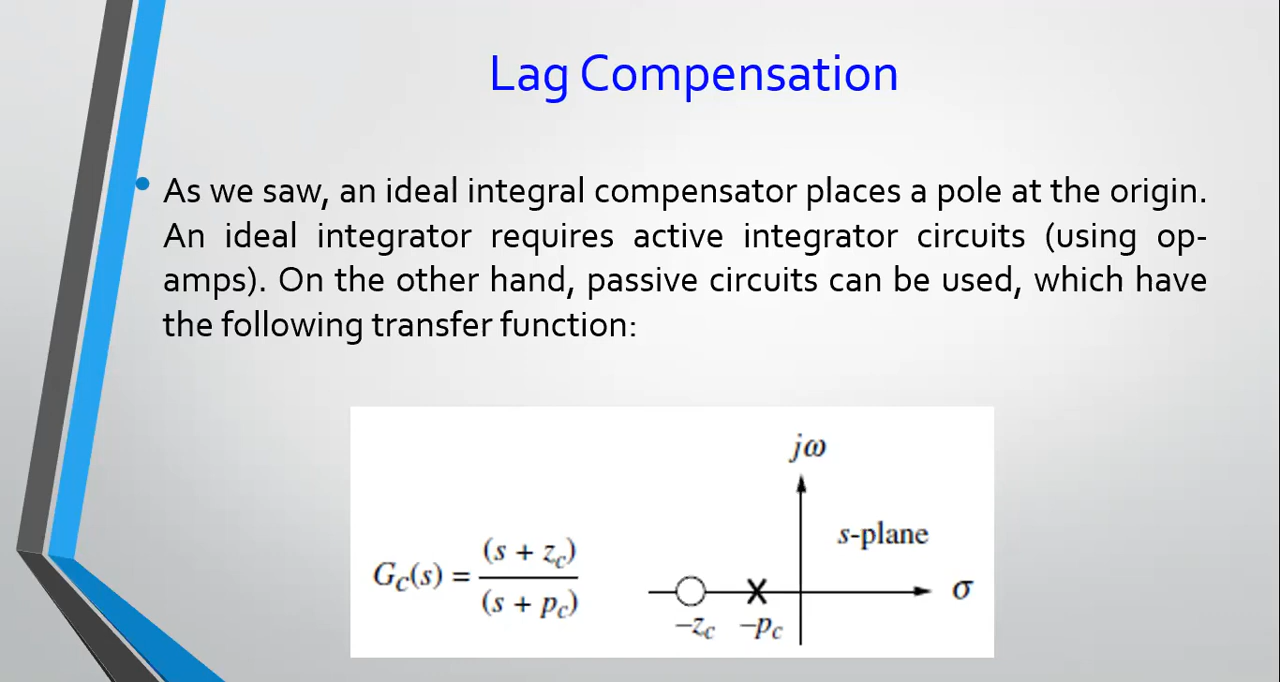 Lag Compensation
• As we saw, an ideal integral compensator places a pole at the origin.
An ideal integrator requires active integrator circuits (using op-
amps). On the other hand, passive circuits can be used, which have
the following transfer function:
jω
s-plane
G_C(s) = (s + z_c) / (s + p_c)
σ
−z_c −p_c